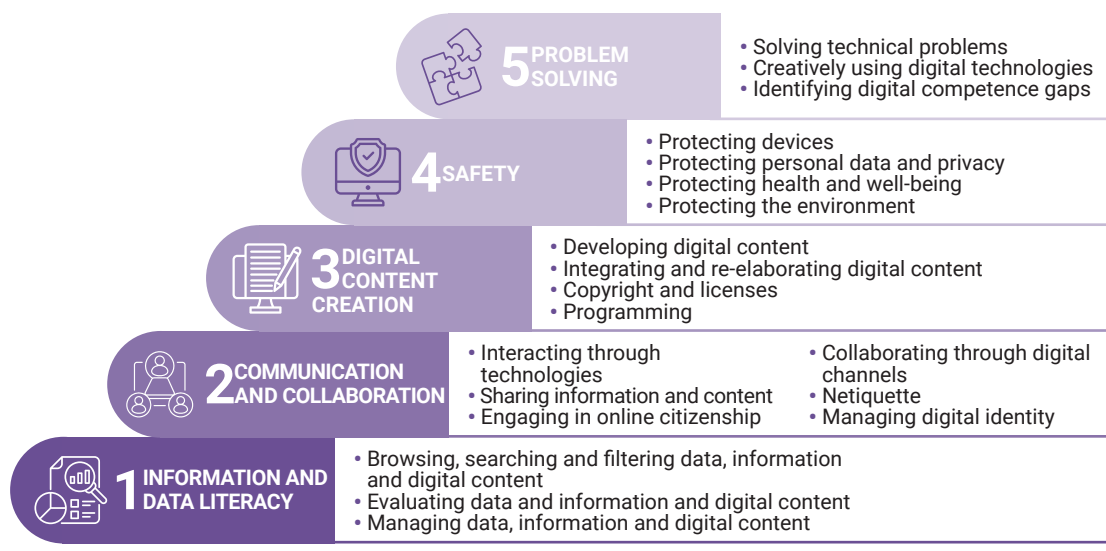 5 PROBLEM
SOLVING
• Solving technical problems
• Creatively using digital technologies
• Identifying digital competence gaps
4 SAFETY
• Protecting devices
• Protecting personal data and privacy
• Protecting health and well-being
• Protecting the environment
3 DIGITAL
CONTENT
CREATION
• Developing digital content
• Integrating and re-elaborating digital content
• Copyright and licenses
• Programming
2 COMMUNICATION
AND COLLABORATION
• Interacting through
technologies
• Sharing information and content
• Engaging in online citizenship
• Collaborating through digital
channels
• Netiquette
• Managing digital identity
1 INFORMATION AND
DATA LITERACY
• Browsing, searching and filtering data, information
and digital content
• Evaluating data and information and digital content
• Managing data, information and digital content